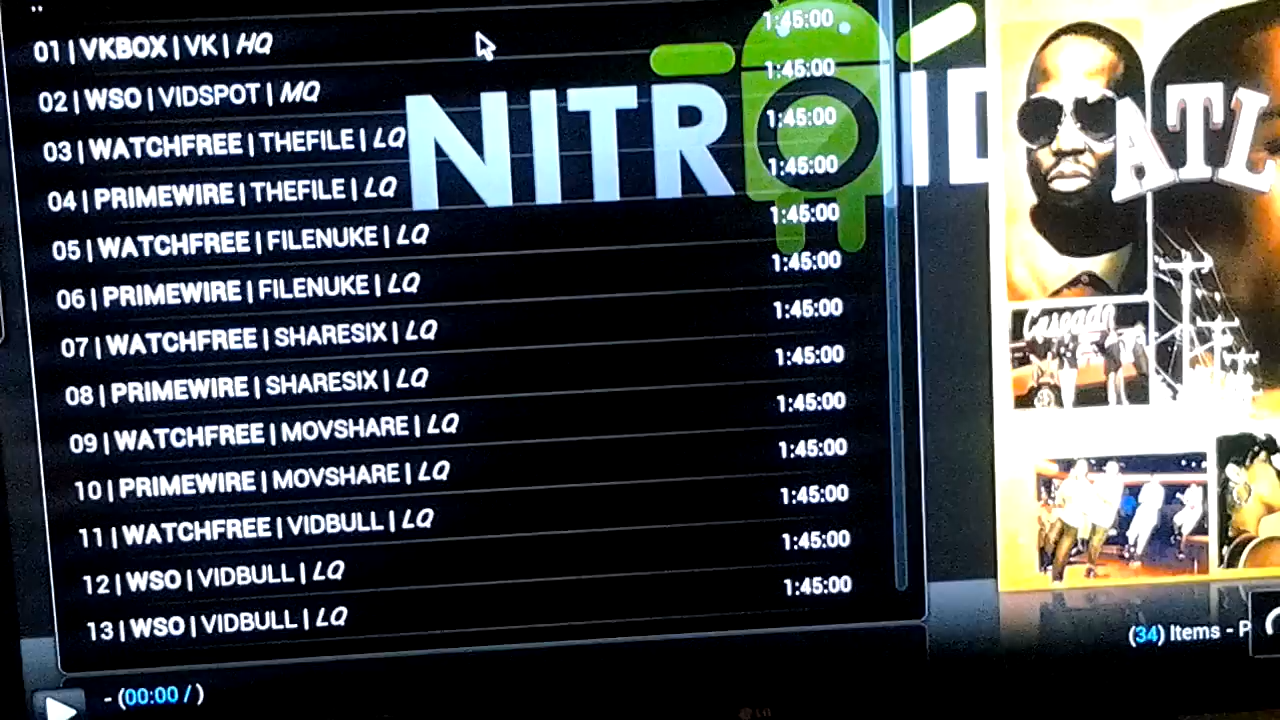 ..
01 | VKBOX | VK | HQ 1:45:00
02 | WSO | VIDSPOT | MQ 1:45:00
03 | WATCHFREE | THEFILE | LQ 1:45:00
04 | PRIMEWIRE | THEFILE | LQ 1:45:00
05 | WATCHFREE | FILENUKE | LQ 1:45:00
06 | PRIMEWIRE | FILENUKE | LQ 1:45:00
07 | WATCHFREE | SHARESIX | LQ 1:45:00
08 | PRIMEWIRE | SHARESIX | LQ 1:45:00
09 | WATCHFREE | MOVSHARE | LQ 1:45:00
10 | PRIMEWIRE | MOVSHARE | LQ 1:45:00
11 | WATCHFREE | VIDBULL | LQ 1:45:00
12 | WSO | VIDBULL | LQ 1:45:00
13 | WSO | VIDBULL | LQ 1:45:00
NITROID
ATL
Cascade
(34) Items - P
- (00:00 / )